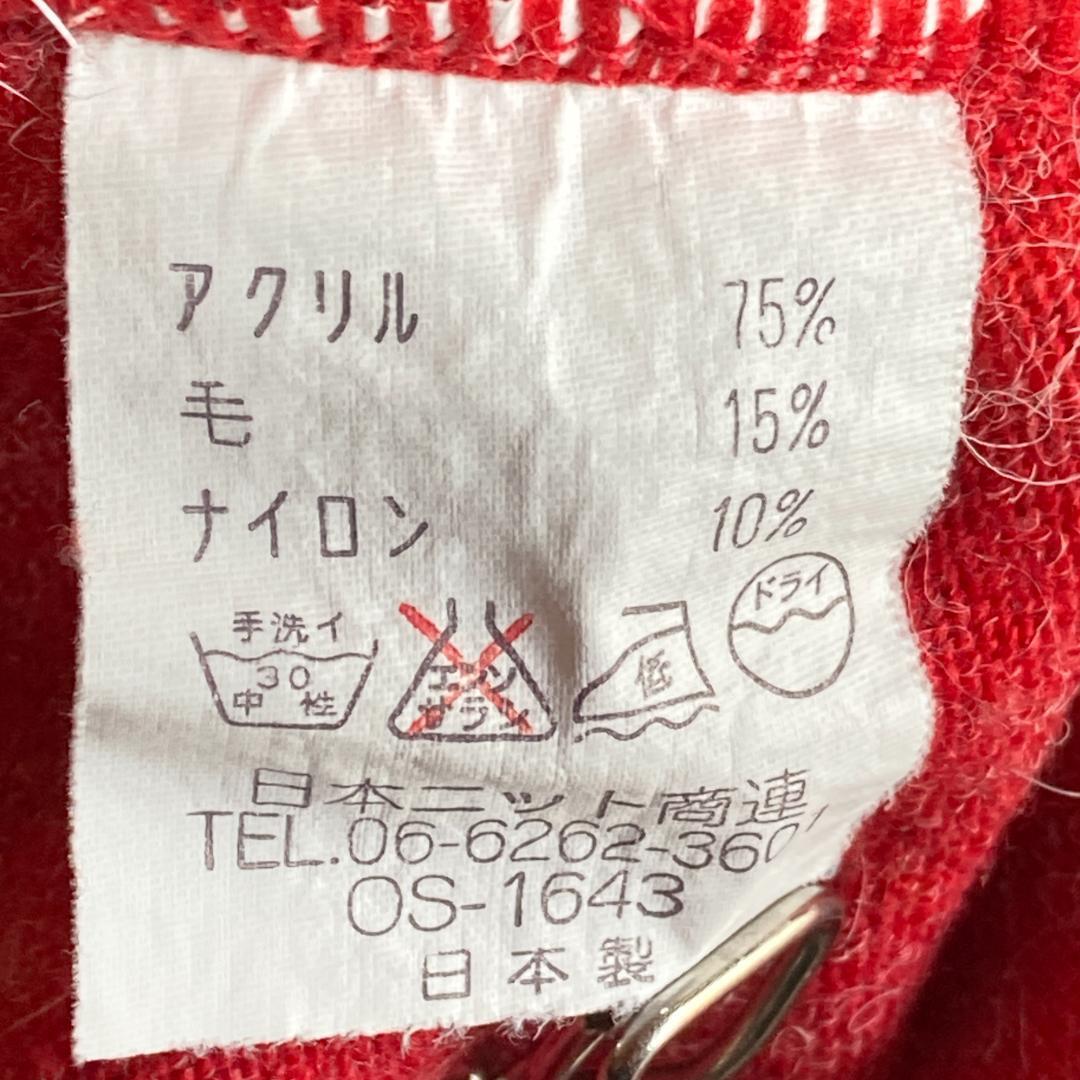 アクリル 75%
毛 15%
ナイロン 10%
ドライ
手洗イ
30
中性
エンソ
サラシ
低
日本ニット商連
TEL.06-6262-360
OS-1643
日本製